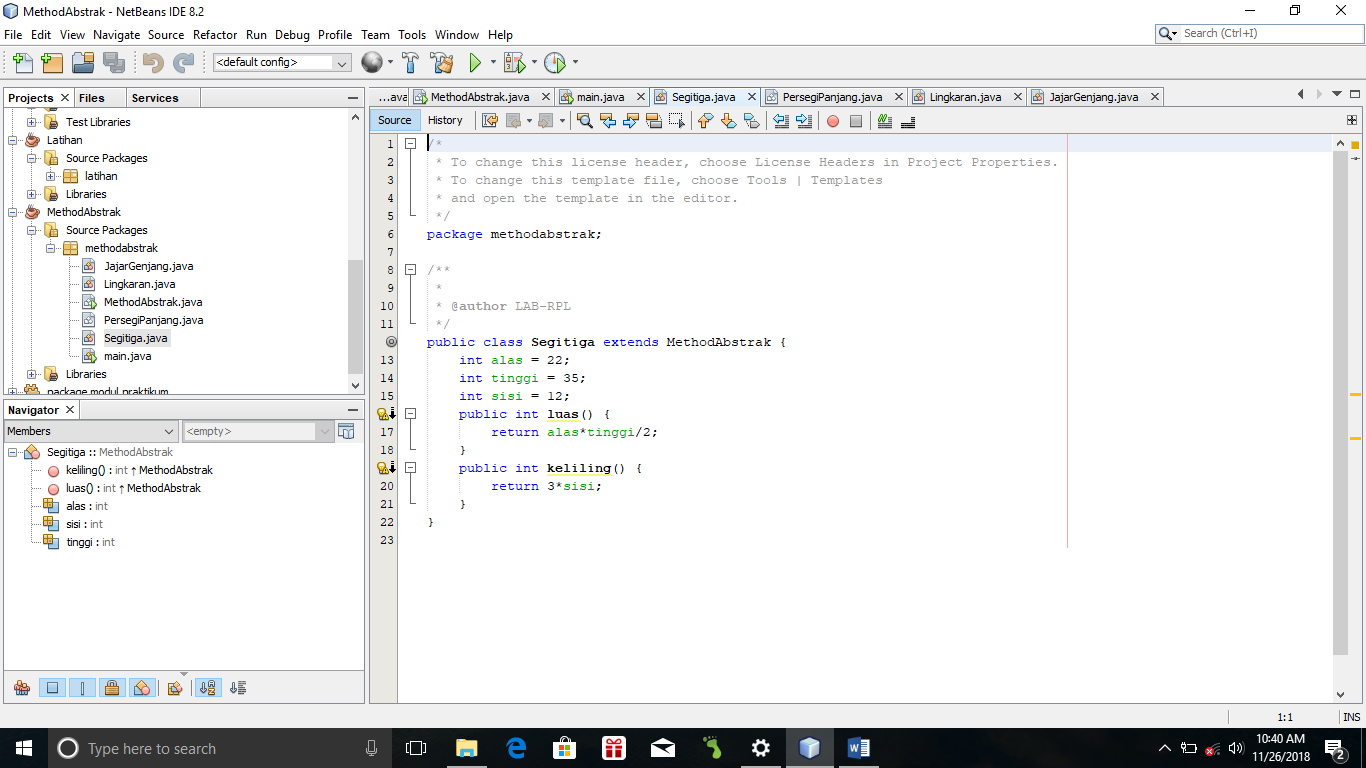 MethodAbstrak - NetBeans IDE 8.2
File Edit View Navigate Source Refactor Run Debug Profile Team Tools Window Help
Search (Ctrl+I)
<default config>
Projects Files Services
Test Libraries
Latihan
Source Packages
latihan
Libraries
MethodAbstrak
Source Packages
methodabstrak
JajarGenjang.java
Lingkaran.java
MethodAbstrak.java
PersegiPanjang.java
Segitiga.java
main.java
Libraries
package modul praktikum
Navigator
Members <empty>
Segitiga :: MethodAbstrak
keliling() : int ↑ MethodAbstrak
luas() : int ↑ MethodAbstrak
alas : int
sisi : int
tinggi : int
...ava MethodAbstrak.java main.java Segitiga.java PersegiPanjang.java Lingkaran.java JajarGenjang.java
Source History
1 /*
2 * To change this license header, choose License Headers in Project Properties.
3 * To change this template file, choose Tools | Templates
4 * and open the template in the editor.
5 */
6 package methodabstrak;
7
8 /**
9 *
10 * @author LAB-RPL
11 */
public class Segitiga extends MethodAbstrak {
13 int alas = 22;
14 int tinggi = 35;
15 int sisi = 12;
public int luas() {
17 return alas*tinggi/2;
18 }
public int keliling() {
20 return 3*sisi;
21 }
22 }
23
1:1 INS
Type here to search
10:40 AM
11/26/2018
2